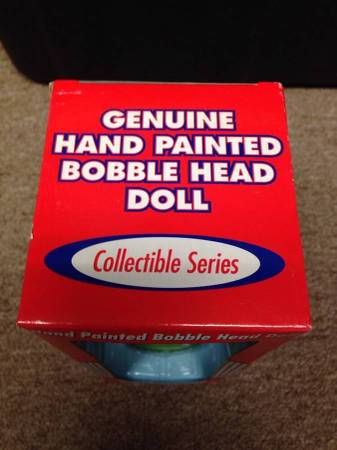 GENUINE
HAND PAINTED
BOBBLE HEAD
DOLL
Collectible Series
Hand Painted Bobble Head